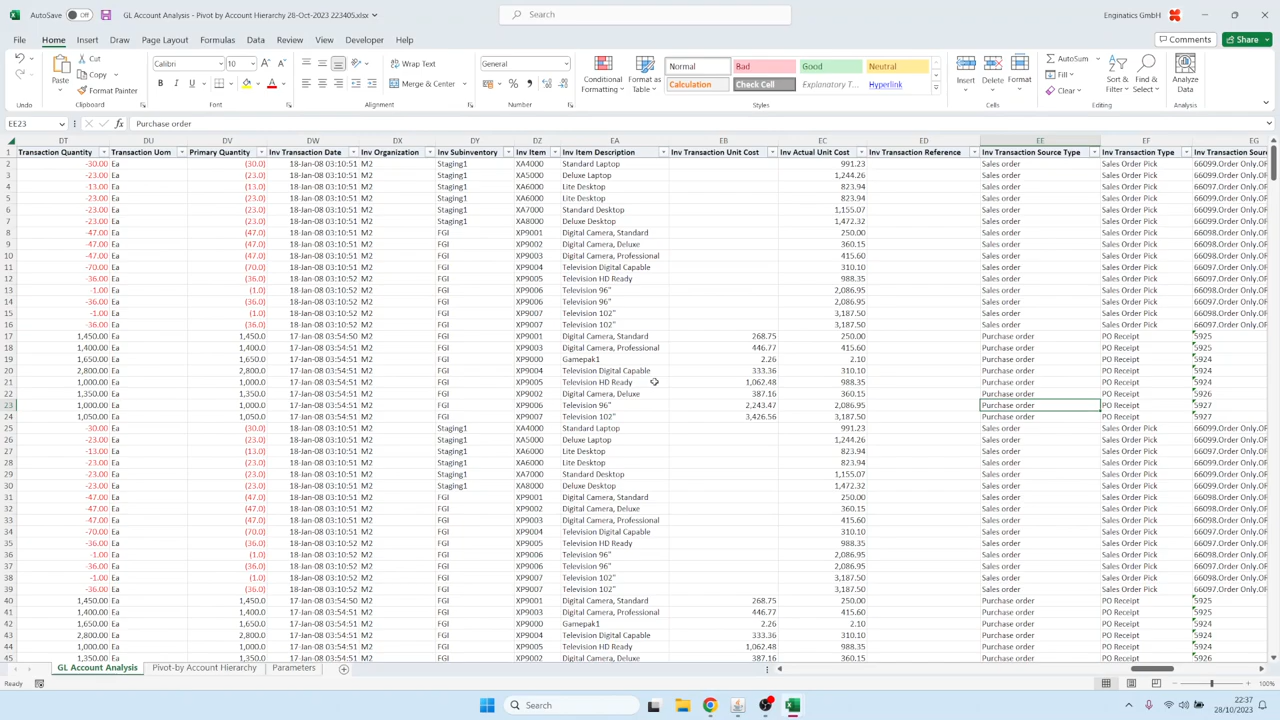 AutoSave Off GL Account Analysis - Pivot by Account Hierarchy 28-Oct-2023 223405.xlsx Search Enginatics GmbH
File Home Insert Draw Page Layout Formulas Data Review View Developer Help Comments Share
Paste Cut Copy Format Painter Calibri 10 Wrap Text Merge & Center General Conditional Formatting Format as Table Normal Bad Good Neutral Calculation Check Cell Explanatory T... Hyperlink Insert Delete Format AutoSum Fill Clear Sort & Filter Find & Select Analyze Data
Undo Clipboard Font Alignment Number Styles Cells Editing Analysis
EE23 Purchase order
DT DU DV DW DX DY DZ EA EB EC ED EE EF EG
1 Transaction Quantity Transaction Uom Primary Quantity Inv Transaction Date Inv Organization Inv Subinventory Inv Item Inv Item Description Inv Transaction Unit Cost Inv Actual Unit Cost Inv Transaction Reference Inv Transaction Source Type Inv Transaction Type Inv Transaction Sour
2 -30.00 Ea (30.0) 18-Jan-08 03:10:51 M2 Staging1 XA4000 Standard Laptop 991.23 Sales order Sales Order Pick 66099.Order Only.OF
3 -23.00 Ea (23.0) 18-Jan-08 03:10:51 M2 Staging1 XA5000 Deluxe Laptop 1,244.26 Sales order Sales Order Pick 66099.Order Only.OF
4 -13.00 Ea (13.0) 18-Jan-08 03:10:51 M2 Staging1 XA6000 Lite Desktop 823.94 Sales order Sales Order Pick 66097.Order Only.OF
5 -23.00 Ea (23.0) 18-Jan-08 03:10:51 M2 Staging1 XA6000 Lite Desktop 823.94 Sales order Sales Order Pick 66099.Order Only.OF
6 -23.00 Ea (23.0) 18-Jan-08 03:10:51 M2 Staging1 XA7000 Standard Desktop 1,155.07 Sales order Sales Order Pick 66099.Order Only.OF
7 -23.00 Ea (23.0) 18-Jan-08 03:10:51 M2 Staging1 XA8000 Deluxe Desktop 1,472.32 Sales order Sales Order Pick 66099.Order Only.OF
8 -47.00 Ea (47.0) 18-Jan-08 03:10:51 M2 FGI XP9001 Digital Camera, Standard 250.00 Sales order Sales Order Pick 66098.Order Only.OF
9 -47.00 Ea (47.0) 18-Jan-08 03:10:51 M2 FGI XP9002 Digital Camera, Deluxe 360.15 Sales order Sales Order Pick 66098.Order Only.OF
10 -47.00 Ea (47.0) 18-Jan-08 03:10:51 M2 FGI XP9003 Digital Camera, Professional 415.60 Sales order Sales Order Pick 66098.Order Only.OF
11 -70.00 Ea (70.0) 18-Jan-08 03:10:51 M2 FGI XP9004 Television Digital Capable 310.10 Sales order Sales Order Pick 66098.Order Only.OF
12 -36.00 Ea (36.0) 18-Jan-08 03:10:52 M2 FGI XP9005 Television HD Ready 988.35 Sales order Sales Order Pick 66097.Order Only.OF
13 -1.00 Ea (1.0) 18-Jan-08 03:10:52 M2 FGI XP9006 Television 96" 2,086.95 Sales order Sales Order Pick 66098.Order Only.OF
14 -36.00 Ea (36.0) 18-Jan-08 03:10:52 M2 FGI XP9006 Television 96" 2,086.95 Sales order Sales Order Pick 66097.Order Only.OF
15 -1.00 Ea (1.0) 18-Jan-08 03:10:52 M2 FGI XP9007 Television 102" 3,187.50 Sales order Sales Order Pick 66098.Order Only.OF
16 -36.00 Ea (36.0) 18-Jan-08 03:10:52 M2 FGI XP9007 Television 102" 3,187.50 Sales order Sales Order Pick 66097.Order Only.OF
17 1,450.00 Ea 1,450.0 17-Jan-08 03:54:50 M2 FGI XP9001 Digital Camera, Standard 268.75 250.00 Purchase order PO Receipt 5925
18 1,400.00 Ea 1,400.0 17-Jan-08 03:54:51 M2 FGI XP9003 Digital Camera, Professional 446.77 415.60 Purchase order PO Receipt 5925
19 1,650.00 Ea 1,650.0 17-Jan-08 03:54:51 M2 FGI XP9000 Gamepak1 2.26 2.10 Purchase order PO Receipt 5924
20 2,800.00 Ea 2,800.0 17-Jan-08 03:54:51 M2 FGI XP9004 Television Digital Capable 333.36 310.10 Purchase order PO Receipt 5924
21 1,000.00 Ea 1,000.0 17-Jan-08 03:54:51 M2 FGI XP9005 Television HD Ready 1,062.48 988.35 Purchase order PO Receipt 5924
22 1,350.00 Ea 1,350.0 17-Jan-08 03:54:51 M2 FGI XP9002 Digital Camera, Deluxe 387.16 360.15 Purchase order PO Receipt 5926
23 1,000.00 Ea 1,000.0 17-Jan-08 03:54:51 M2 FGI XP9006 Television 96" 2,243.47 2,086.95 Purchase order PO Receipt 5927
24 1,050.00 Ea 1,050.0 17-Jan-08 03:54:51 M2 FGI XP9007 Television 102" 3,426.56 3,187.50 Purchase order PO Receipt 5927
25 -30.00 Ea (30.0) 18-Jan-08 03:10:51 M2 Staging1 XA4000 Standard Laptop 991.23 Sales order Sales Order Pick 66099.Order Only.OF
26 -23.00 Ea (23.0) 18-Jan-08 03:10:51 M2 Staging1 XA5000 Deluxe Laptop 1,244.26 Sales order Sales Order Pick 66099.Order Only.OF
27 -13.00 Ea (13.0) 18-Jan-08 03:10:51 M2 Staging1 XA6000 Lite Desktop 823.94 Sales order Sales Order Pick 66097.Order Only.OF
28 -23.00 Ea (23.0) 18-Jan-08 03:10:51 M2 Staging1 XA6000 Lite Desktop 823.94 Sales order Sales Order Pick 66099.Order Only.OF
29 -23.00 Ea (23.0) 18-Jan-08 03:10:51 M2 Staging1 XA7000 Standard Desktop 1,155.07 Sales order Sales Order Pick 66099.Order Only.OF
30 -23.00 Ea (23.0) 18-Jan-08 03:10:51 M2 Staging1 XA8000 Deluxe Desktop 1,472.32 Sales order Sales Order Pick 66099.Order Only.OF
31 -47.00 Ea (47.0) 18-Jan-08 03:10:51 M2 FGI XP9001 Digital Camera, Standard 250.00 Sales order Sales Order Pick 66098.Order Only.OF
32 -47.00 Ea (47.0) 18-Jan-08 03:10:51 M2 FGI XP9002 Digital Camera, Deluxe 360.15 Sales order Sales Order Pick 66098.Order Only.OF
33 -47.00 Ea (47.0) 18-Jan-08 03:10:51 M2 FGI XP9003 Digital Camera, Professional 415.60 Sales order Sales Order Pick 66098.Order Only.OF
34 -70.00 Ea (70.0) 18-Jan-08 03:10:51 M2 FGI XP9004 Television Digital Capable 310.10 Sales order Sales Order Pick 66098.Order Only.OF
35 -36.00 Ea (36.0) 18-Jan-08 03:10:52 M2 FGI XP9005 Television HD Ready 988.35 Sales order Sales Order Pick 66097.Order Only.OF
36 -1.00 Ea (1.0) 18-Jan-08 03:10:52 M2 FGI XP9006 Television 96" 2,086.95 Sales order Sales Order Pick 66098.Order Only.OF
37 -36.00 Ea (36.0) 18-Jan-08 03:10:52 M2 FGI XP9006 Television 96" 2,086.95 Sales order Sales Order Pick 66097.Order Only.OF
38 -1.00 Ea (1.0) 18-Jan-08 03:10:52 M2 FGI XP9007 Television 102" 3,187.50 Sales order Sales Order Pick 66098.Order Only.OF
39 -36.00 Ea (36.0) 18-Jan-08 03:10:52 M2 FGI XP9007 Television 102" 3,187.50 Sales order Sales Order Pick 66097.Order Only.OF
40 1,450.00 Ea 1,450.0 17-Jan-08 03:54:51 M2 FGI XP9001 Digital Camera, Standard 268.75 250.00 Purchase order PO Receipt 5925
41 1,400.00 Ea 1,400.0 17-Jan-08 03:54:51 M2 FGI XP9003 Digital Camera, Professional 446.77 415.60 Purchase order PO Receipt 5925
42 1,650.00 Ea 1,650.0 17-Jan-08 03:54:51 M2 FGI XP9000 Gamepak1 2.26 2.10 Purchase order PO Receipt 5924
43 2,800.00 Ea 2,800.0 17-Jan-08 03:54:51 M2 FGI XP9004 Television Digital Capable 333.36 310.10 Purchase order PO Receipt 5924
44 1,000.00 Ea 1,000.0 17-Jan-08 03:54:51 M2 FGI XP9005 Television HD Ready 1,062.48 988.35 Purchase order PO Receipt 5924
45 1,350.00 Ea 1,350.0 17-Jan-08 03:54:51 M2 FGI XP9002 Digital Camera, Deluxe 387.16 360.15 Purchase order PO Receipt 5926
GL Account Analysis Pivot-by Account Hierarchy Parameters
Ready 100%
Search 22:37
28/10/2023